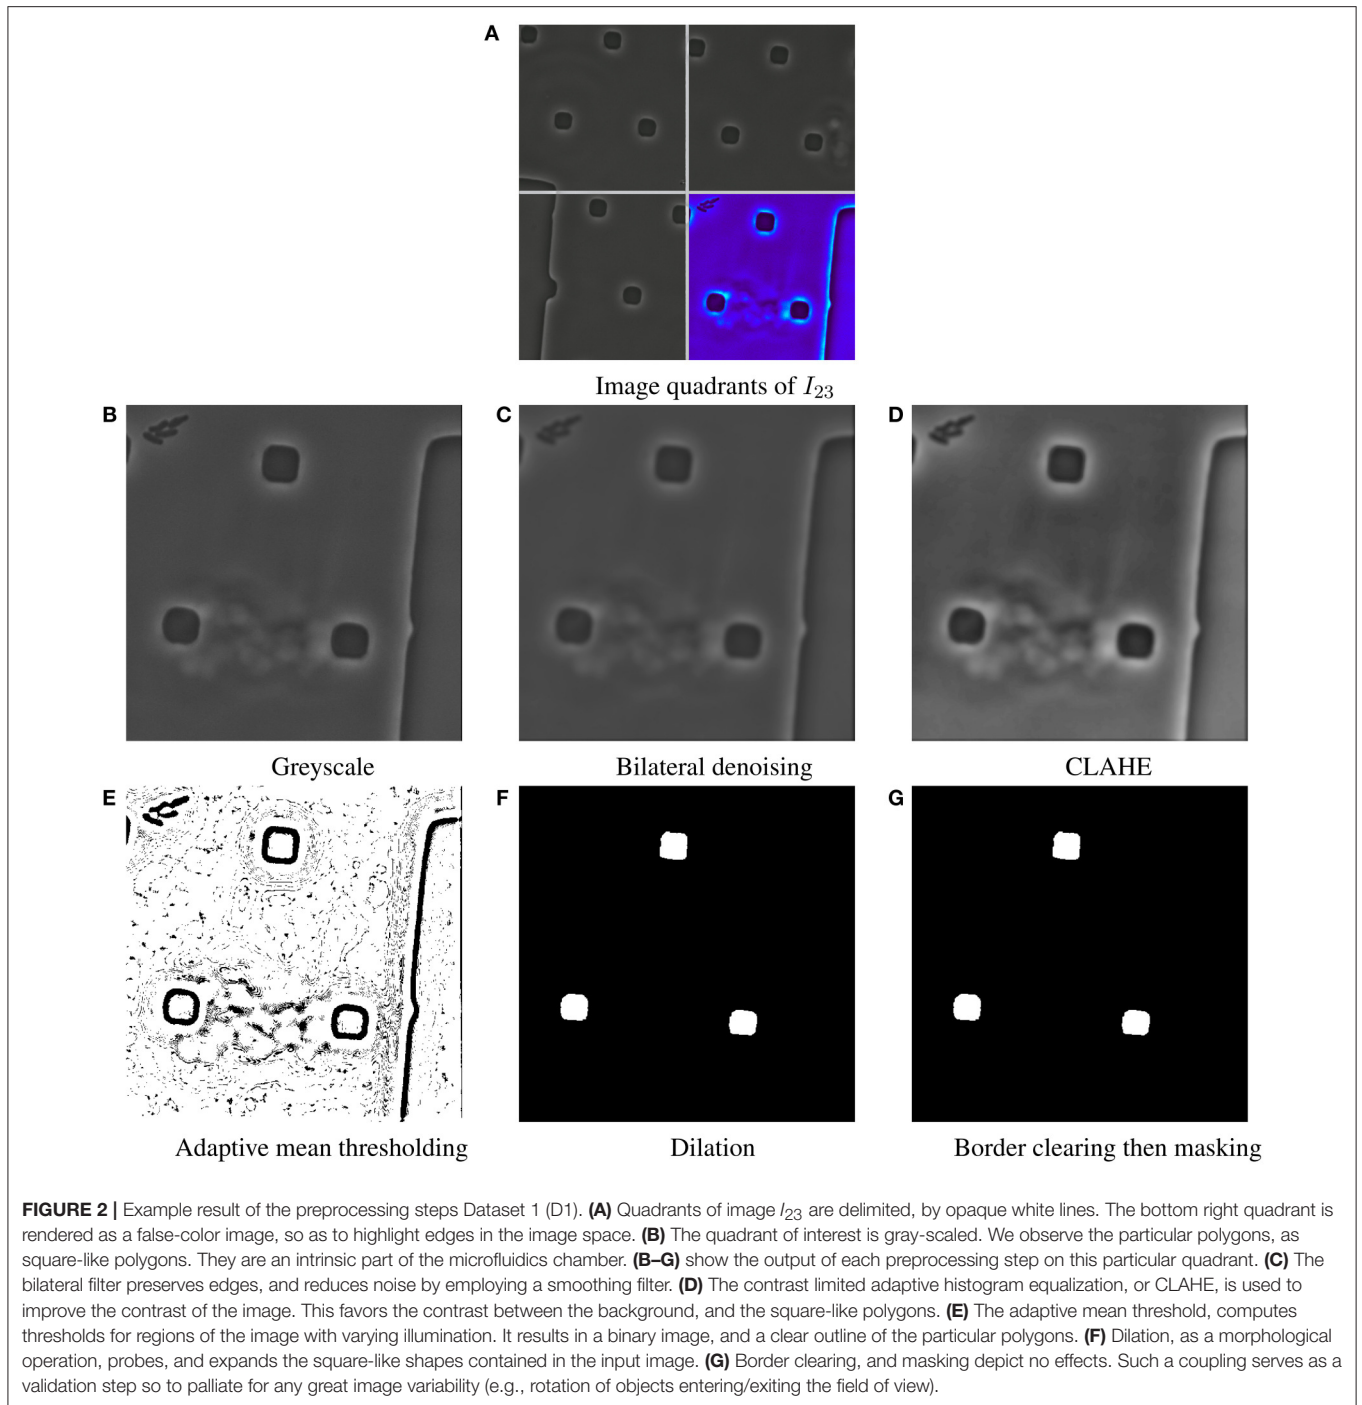 A
Image quadrants of I23
B
C
D
Greyscale
Bilateral denoising
CLAHE
E
F
G
Adaptive mean thresholding
Dilation
Border clearing then masking
FIGURE 2 | Example result of the preprocessing steps Dataset 1 (D1). (A) Quadrants of image I23 are delimited, by opaque white lines. The bottom right quadrant is
rendered as a false-color image, so as to highlight edges in the image space. (B) The quadrant of interest is gray-scaled. We observe the particular polygons, as
square-like polygons. They are an intrinsic part of the microfluidics chamber. (B–G) show the output of each preprocessing step on this particular quadrant. (C) The
bilateral filter preserves edges, and reduces noise by employing a smoothing filter. (D) The contrast limited adaptive histogram equalization, or CLAHE, is used to
improve the contrast of the image. This favors the contrast between the background, and the square-like polygons. (E) The adaptive mean threshold, computes
thresholds for regions of the image with varying illumination. It results in a binary image, and a clear outline of the particular polygons. (F) Dilation, as a morphological
operation, probes, and expands the square-like shapes contained in the input image. (G) Border clearing, and masking depict no effects. Such a coupling serves as a
validation step so to palliate for any great image variability (e.g., rotation of objects entering/exiting the field of view).